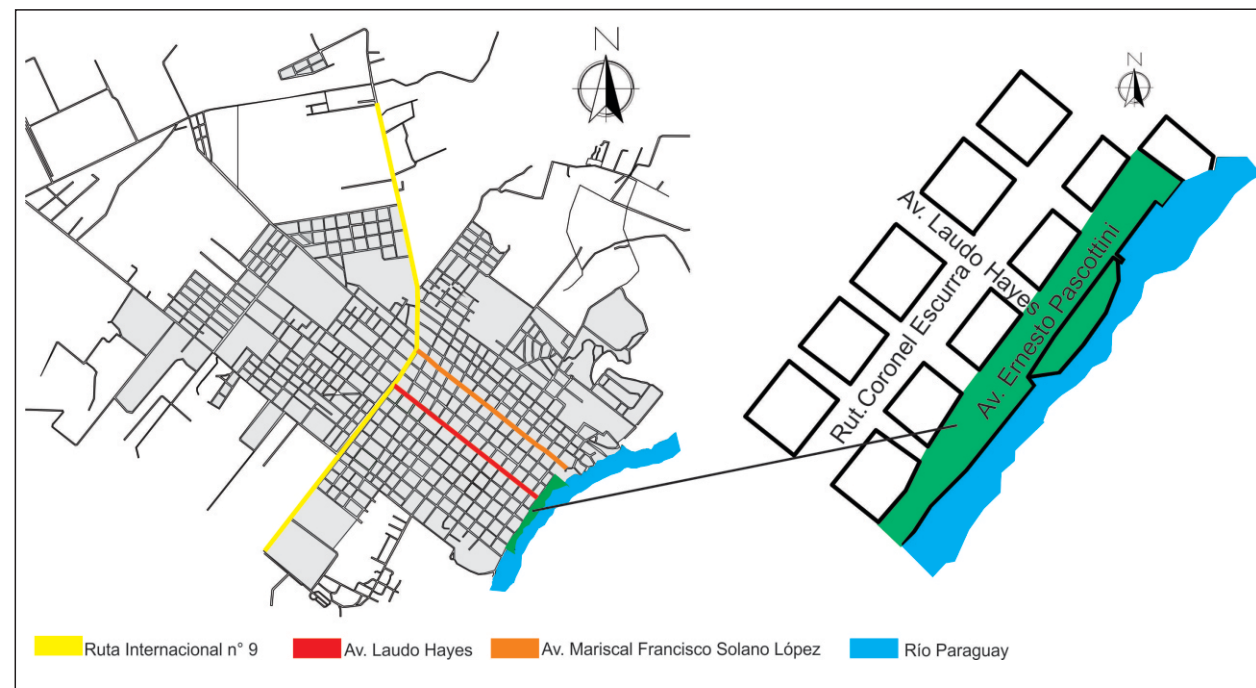 N
N
Av. Laudo Hayes
Av. Ernesto Pascottini
Rut. Coronel Escurra
Ruta Internacional n° 9
Av. Laudo Hayes
Av. Mariscal Francisco Solano López
Río Paraguay